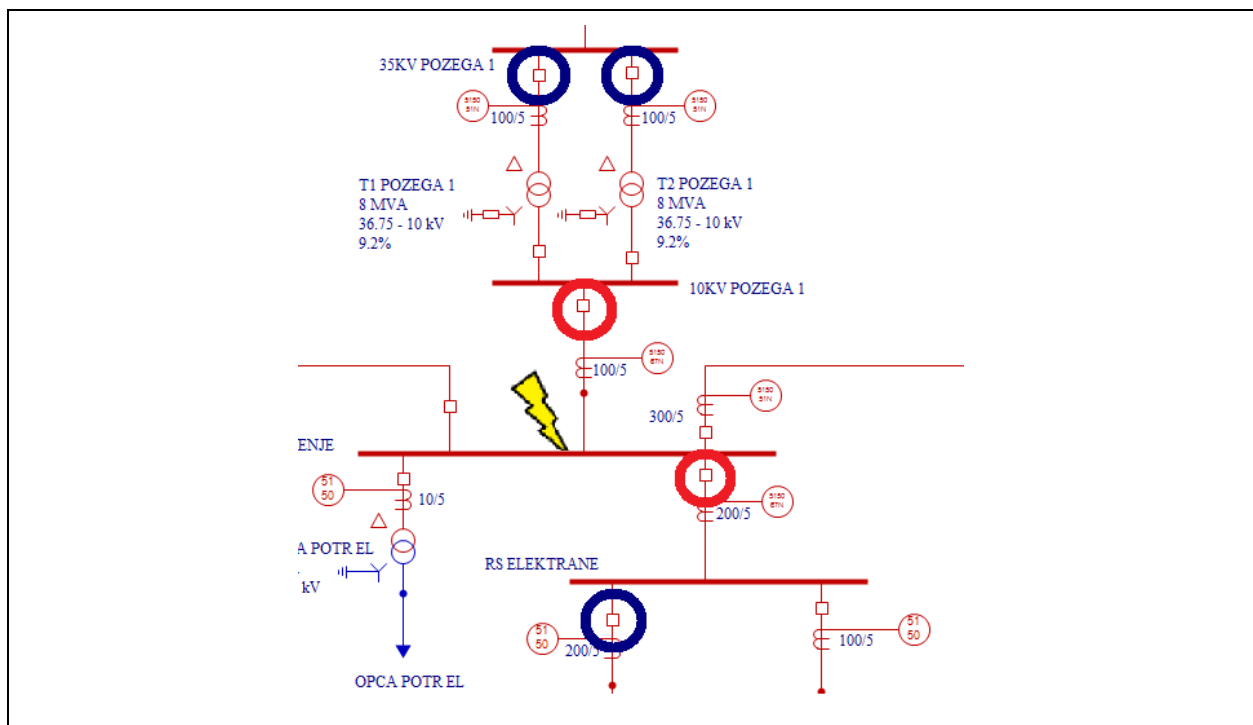 35KV POZEGA 1
5150
51N
100/5
100/5
5150
51N
T1 POZEGA 1
8 MVA
36.75 - 10 kV
9.2%
T2 POZEGA 1
8 MVA
36.75 - 10 kV
9.2%
10KV POZEGA 1
100/5
5150
67N
300/5
5150
51N
ENJE
51
50
10/5
200/5
5150
67N
A POTR EL
kV
RS ELEKTRANE
51
50
200/5
100/5
51
50
OPCA POTR EL